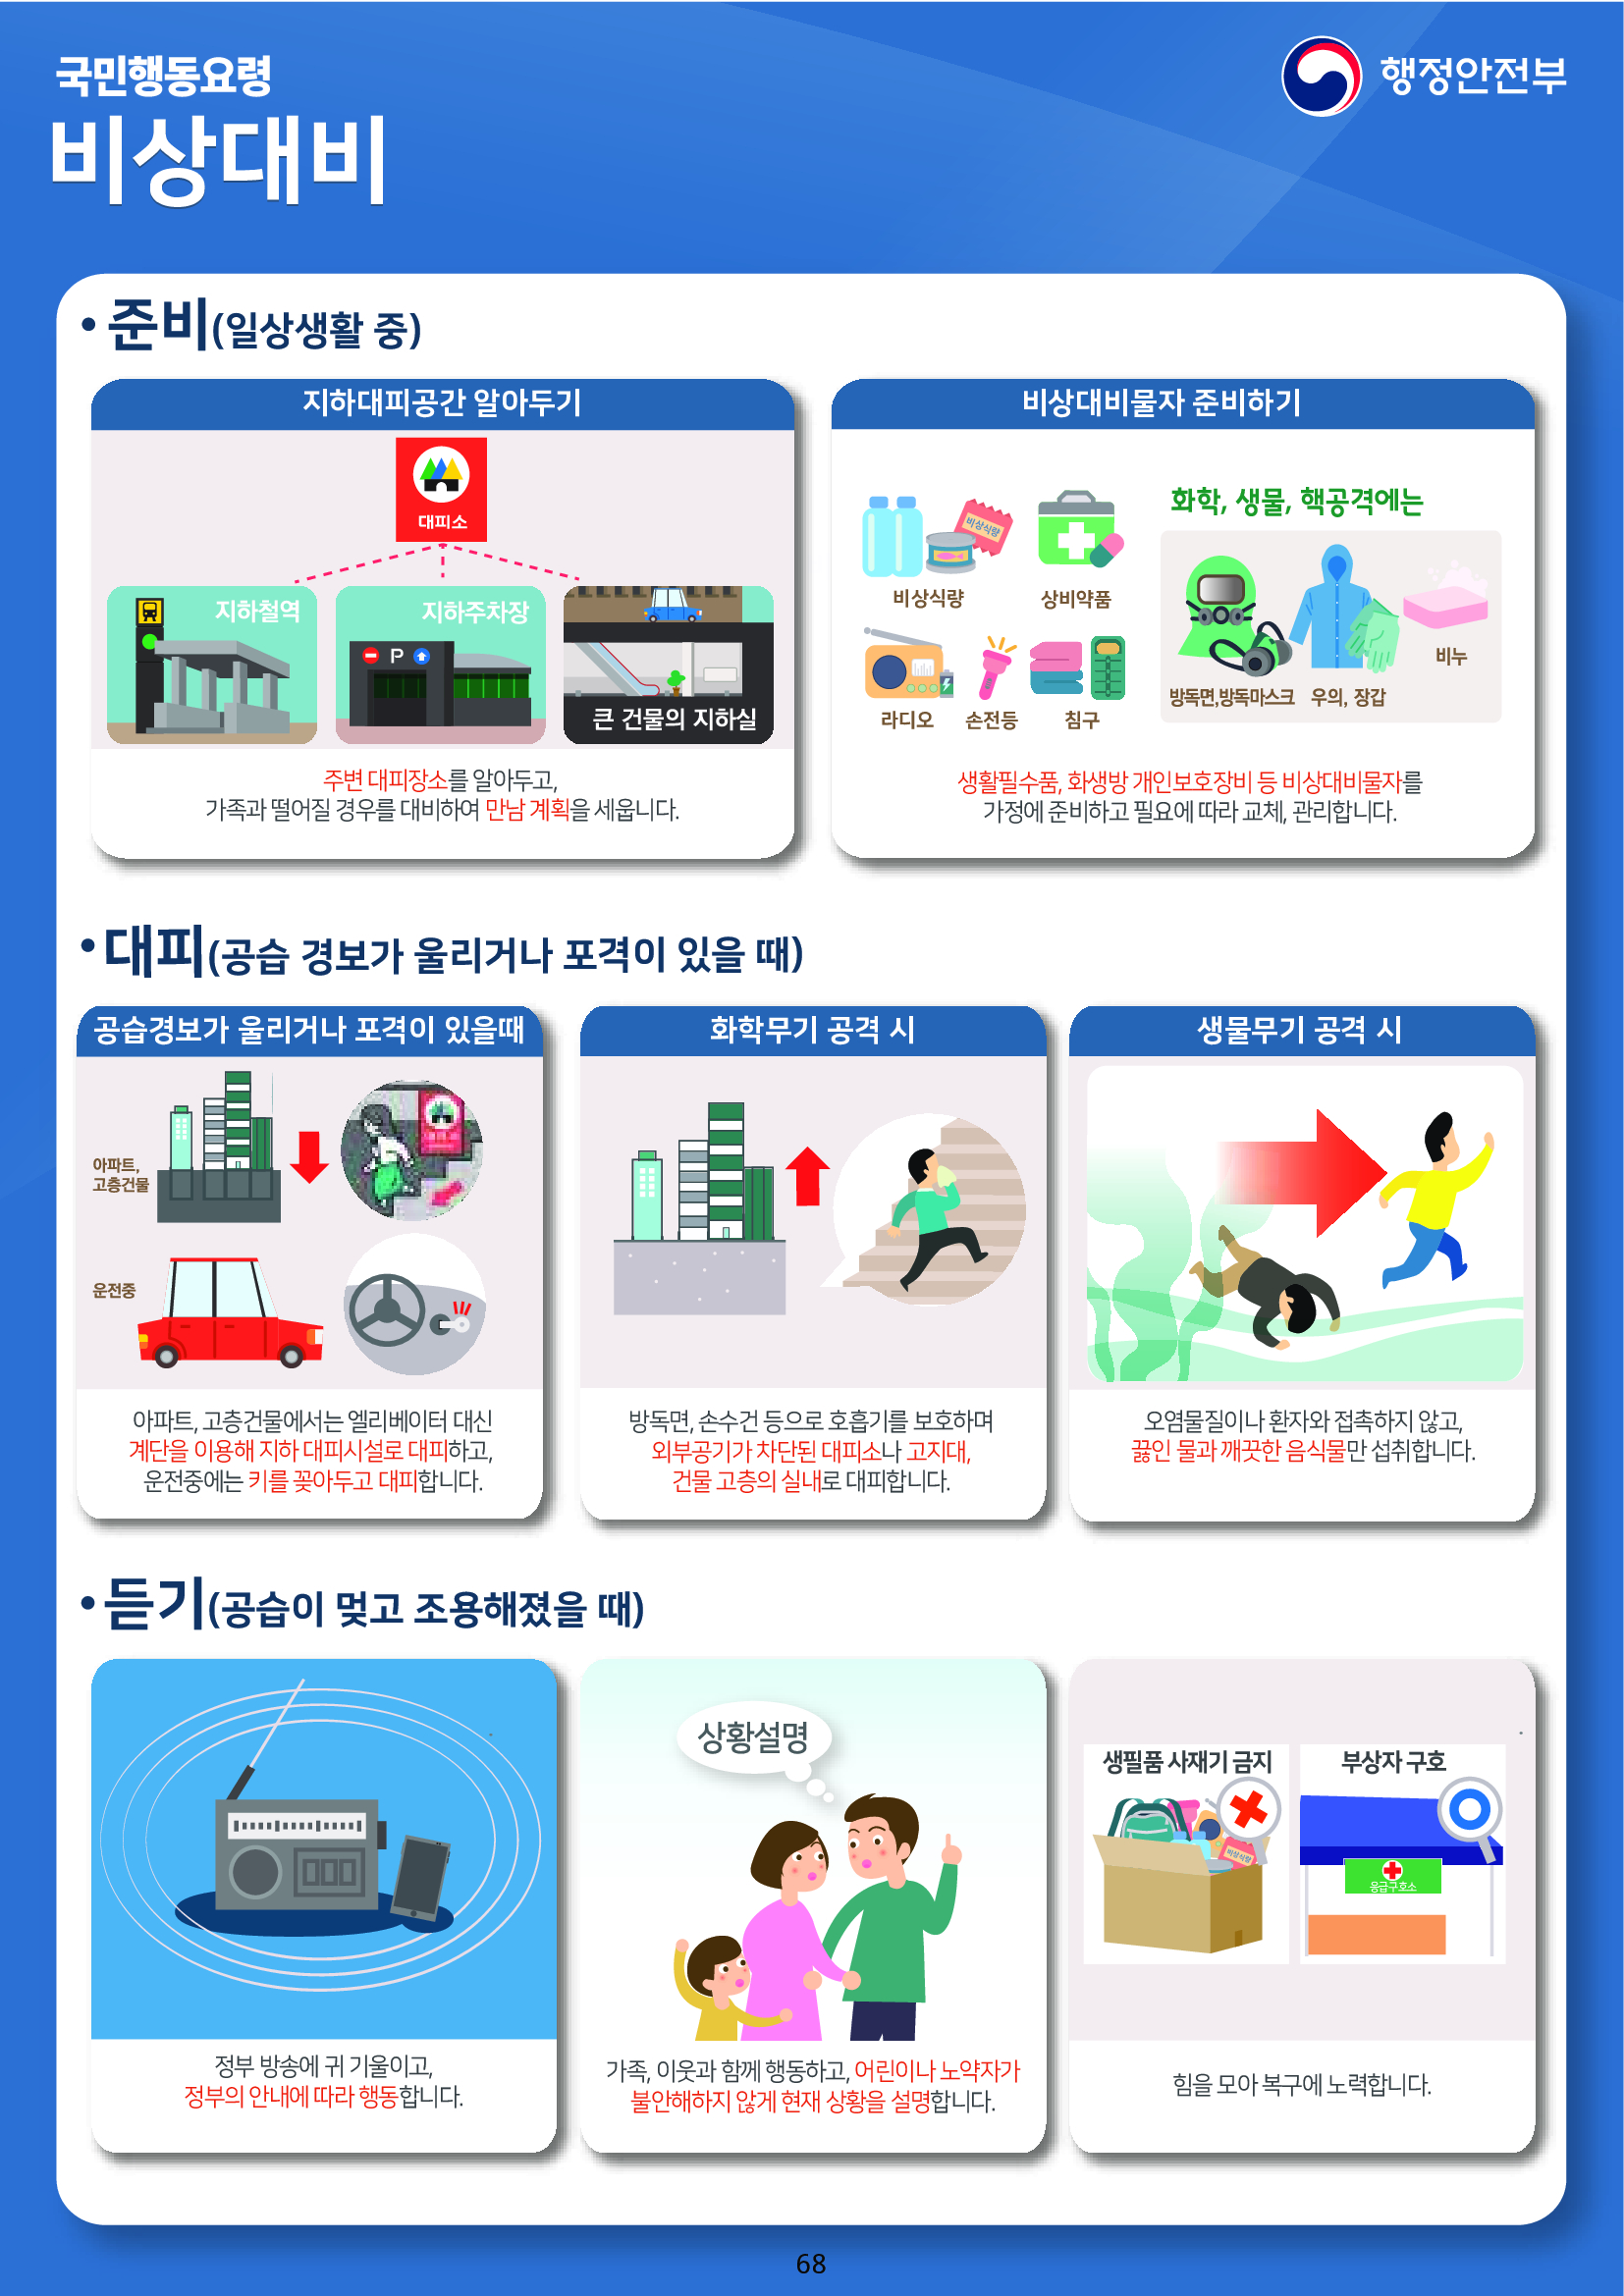 국민행동요령
비상대비
행정안전부
• 준비(일상생활 중)
지하대피공간 알아두기
대피소
지하철역
지하주차장
P
큰 건물의 지하실
주변 대피장소를 알아두고,
가족과 떨어질 경우를 대비하여 만남 계획을 세웁니다.
비상대비물자 준비하기
비상식량
비상식량
상비약품
라디오
손전등
침구
화학, 생물, 핵공격에는
방독면,방독마스크
우의, 장갑
비누
생활필수품, 화생방 개인보호장비 등 비상대비물자를
가정에 준비하고 필요에 따라 교체, 관리합니다.
• 대피(공습 경보가 울리거나 포격이 있을 때)
공습경보가 울리거나 포격이 있을때
아파트,
고층건물
운전중
아파트, 고층건물에서는 엘리베이터 대신
계단을 이용해 지하 대피시설로 대피하고,
운전중에는 키를 꽂아두고 대피합니다.
화학무기 공격 시
방독면, 손수건 등으로 호흡기를 보호하며
외부공기가 차단된 대피소나 고지대,
건물 고층의 실내로 대피합니다.
생물무기 공격 시
오염물질이나 환자와 접촉하지 않고,
끓인 물과 깨끗한 음식물만 섭취합니다.
• 듣기(공습이 멎고 조용해졌을 때)
정부 방송에 귀 기울이고,
정부의 안내에 따라 행동합니다.
상황설명
가족, 이웃과 함께 행동하고, 어린이나 노약자가
불안해하지 않게 현재 상황을 설명합니다.
생필품 사재기 금지
비상식량
부상자 구호
응급구호소
힘을 모아 복구에 노력합니다.
68